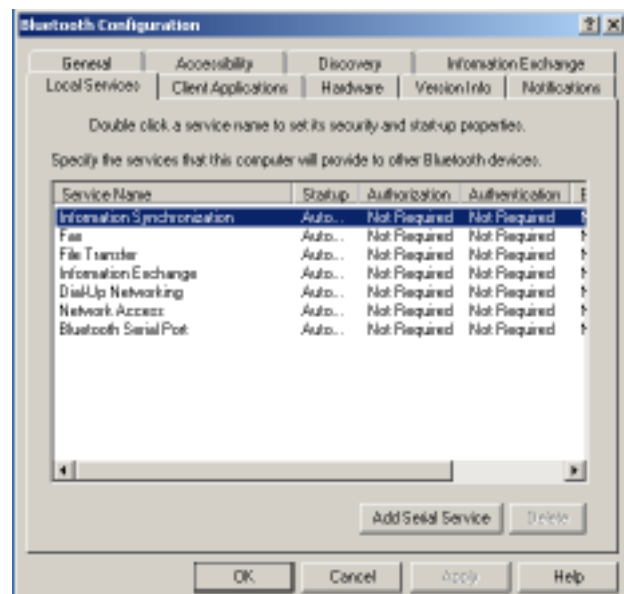 Bluetooth Configuration
General Accessibility Discovery Information Exchange
Local Services Client Applications Hardware Version Info Notifications
Double click a service name to set its security and start-up properties.
Specify the services that this computer will provide to other Bluetooth devices.
Service Name Startup Authorization Authentication E
Information Synchronization Auto... Not Required Not Required N
Fax Auto... Not Required Not Required N
File Transfer Auto... Not Required Not Required N
Information Exchange Auto... Not Required Not Required N
Dial-Up Networking Auto... Not Required Not Required N
Network Access Auto... Not Required Not Required N
Bluetooth Serial Port Auto... Not Required Not Required N
Add Serial Service Delete
OK Cancel Apply Help